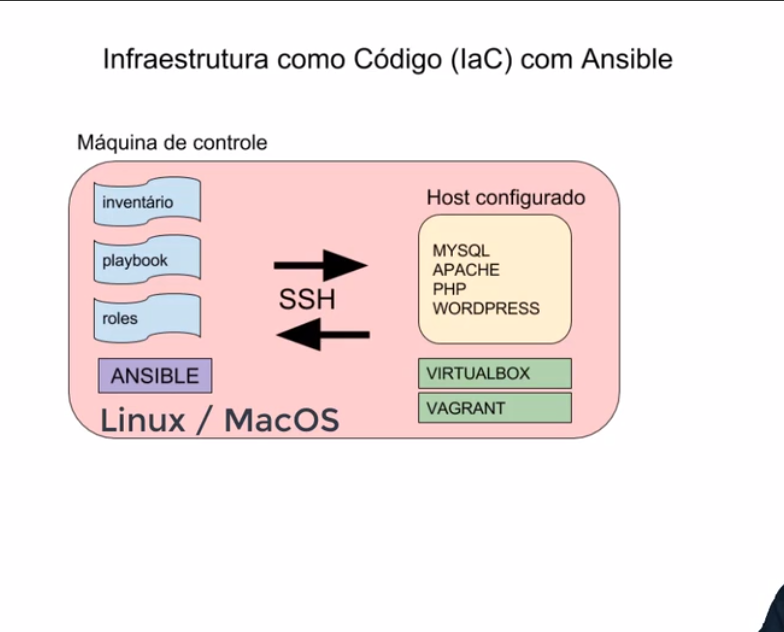 Infraestrutura como Código (IaC) com Ansible
Máquina de controle
inventário
playbook
roles
ANSIBLE
Linux / MacOS
SSH
Host configurado
MYSQL
APACHE
PHP
WORDPRESS
VIRTUALBOX
VAGRANT